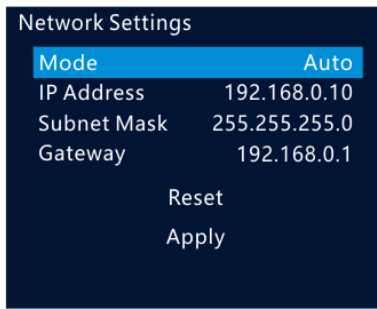 Network Settings
Mode Auto
IP Address 192.168.0.10
Subnet Mask 255.255.255.0
Gateway 192.168.0.1
Reset
Apply